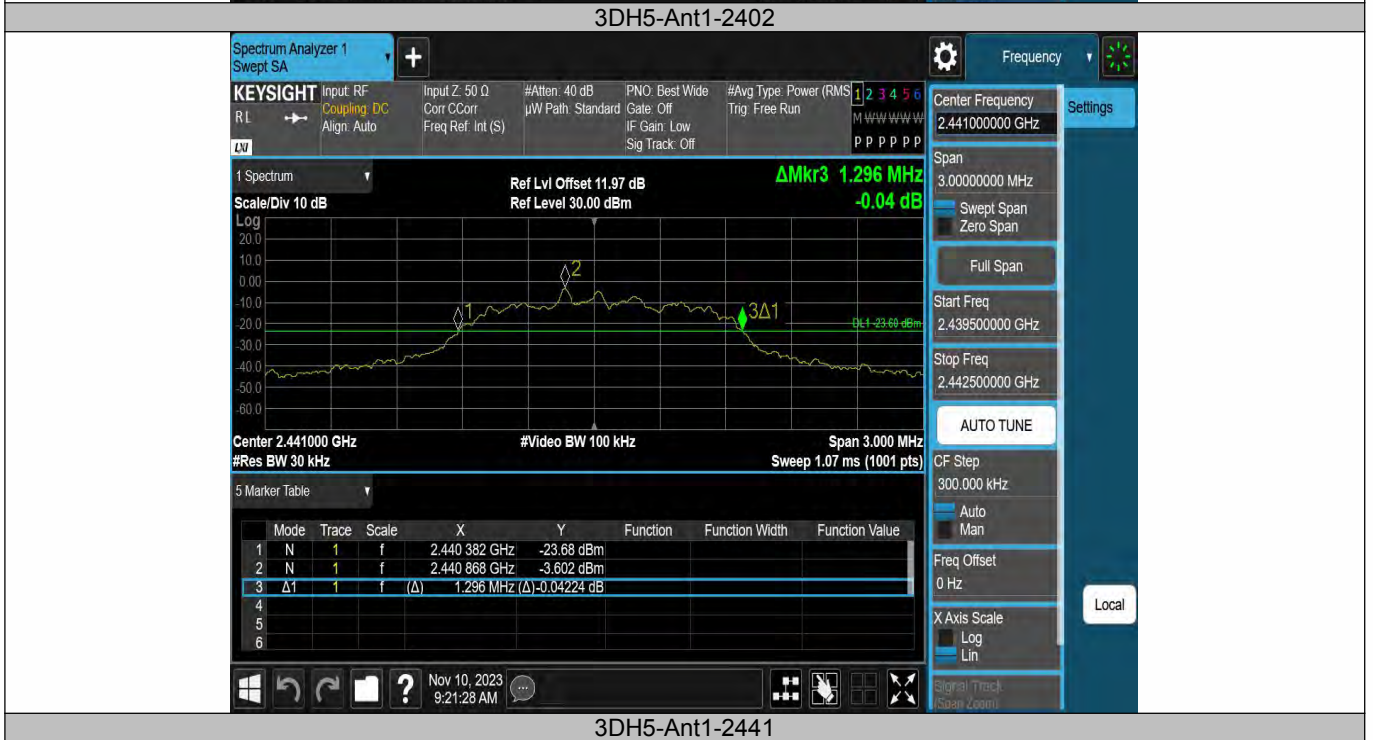 3DH5-Ant1-2402
Spectrum Analyzer 1
Swept SA
+
Frequency
KEYSIGHT
RL
LXI
Input: RF
Coupling: DC
Align: Auto
Input Z: 50 Ω
Corr CCorr
Freq Ref: Int (S)
#Atten: 40 dB
µW Path: Standard
PNO: Best Wide
Gate: Off
IF Gain: Low
Sig Track: Off
#Avg Type: Power (RMS
Trig: Free Run
1 2 3 4 5 6
M W W W W W
P P P P P P
Center Frequency
2.441000000 GHz
Settings
Span
3.00000000 MHz
Swept Span
Zero Span
Full Span
Start Freq
2.439500000 GHz
Stop Freq
2.442500000 GHz
AUTO TUNE
CF Step
300.000 kHz
Auto
Man
Freq Offset
0 Hz
X Axis Scale
Log
Lin
Signal Track
(Span Zoom)
Local
1 Spectrum
Scale/Div 10 dB
Ref Lvl Offset 11.97 dB
Ref Level 30.00 dBm
ΔMkr3 1.296 MHz
-0.04 dB
Log
20.0
10.0
0.00
-10.0
-20.0
-30.0
-40.0
-50.0
-60.0
1
2
3Δ1
DL1 -23.60 dBm
Center 2.441000 GHz
#Video BW 100 kHz
Span 3.000 MHz
#Res BW 30 kHz
Sweep 1.07 ms (1001 pts)
5 Marker Table
Mode Trace Scale X Y Function Function Width Function Value
1 N 1 f 2.440 382 GHz -23.68 dBm
2 N 1 f 2.440 868 GHz -3.602 dBm
3 Δ1 1 f (Δ) 1.296 MHz (Δ) -0.04224 dB
4
5
6
?
Nov 10, 2023
9:21:28 AM
3DH5-Ant1-2441